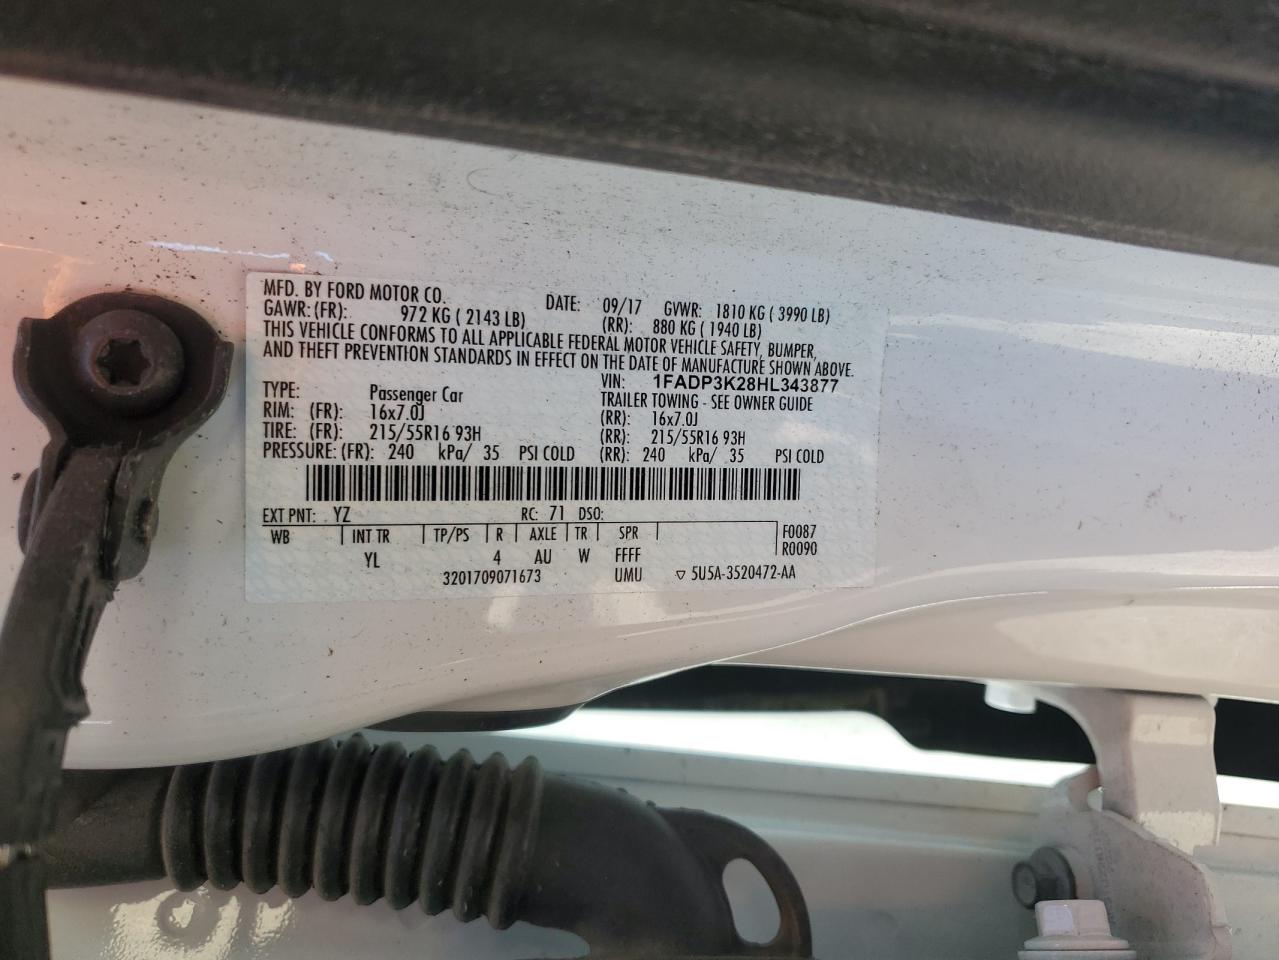 MFD. BY FORD MOTOR CO.
DATE: 09/17 GVWR: 1810 KG ( 3990 LB)
GAWR: (FR): 972 KG ( 2143 LB) (RR): 880 KG ( 1940 LB)
THIS VEHICLE CONFORMS TO ALL APPLICABLE FEDERAL MOTOR VEHICLE SAFETY, BUMPER,
AND THEFT PREVENTION STANDARDS IN EFFECT ON THE DATE OF MANUFACTURE SHOWN ABOVE.
VIN: 1FADP3K28HL343877
TYPE: Passenger Car TRAILER TOWING - SEE OWNER GUIDE
RIM: (FR): 16x7.0J (RR): 16x7.0J
TIRE: (FR): 215/55R16 93H (RR): 215/55R16 93H
PRESSURE: (FR): 240 kPa/ 35 PSI COLD (RR): 240 kPa/ 35 PSI COLD
EXT PNT: YZ RC: 71 DSO:
WB INT TR TP/PS R AXLE TR SPR F0087
YL 4 AU W FFFF R0090
3201709071673 UMU ▽ 5U5A-3520472-AA